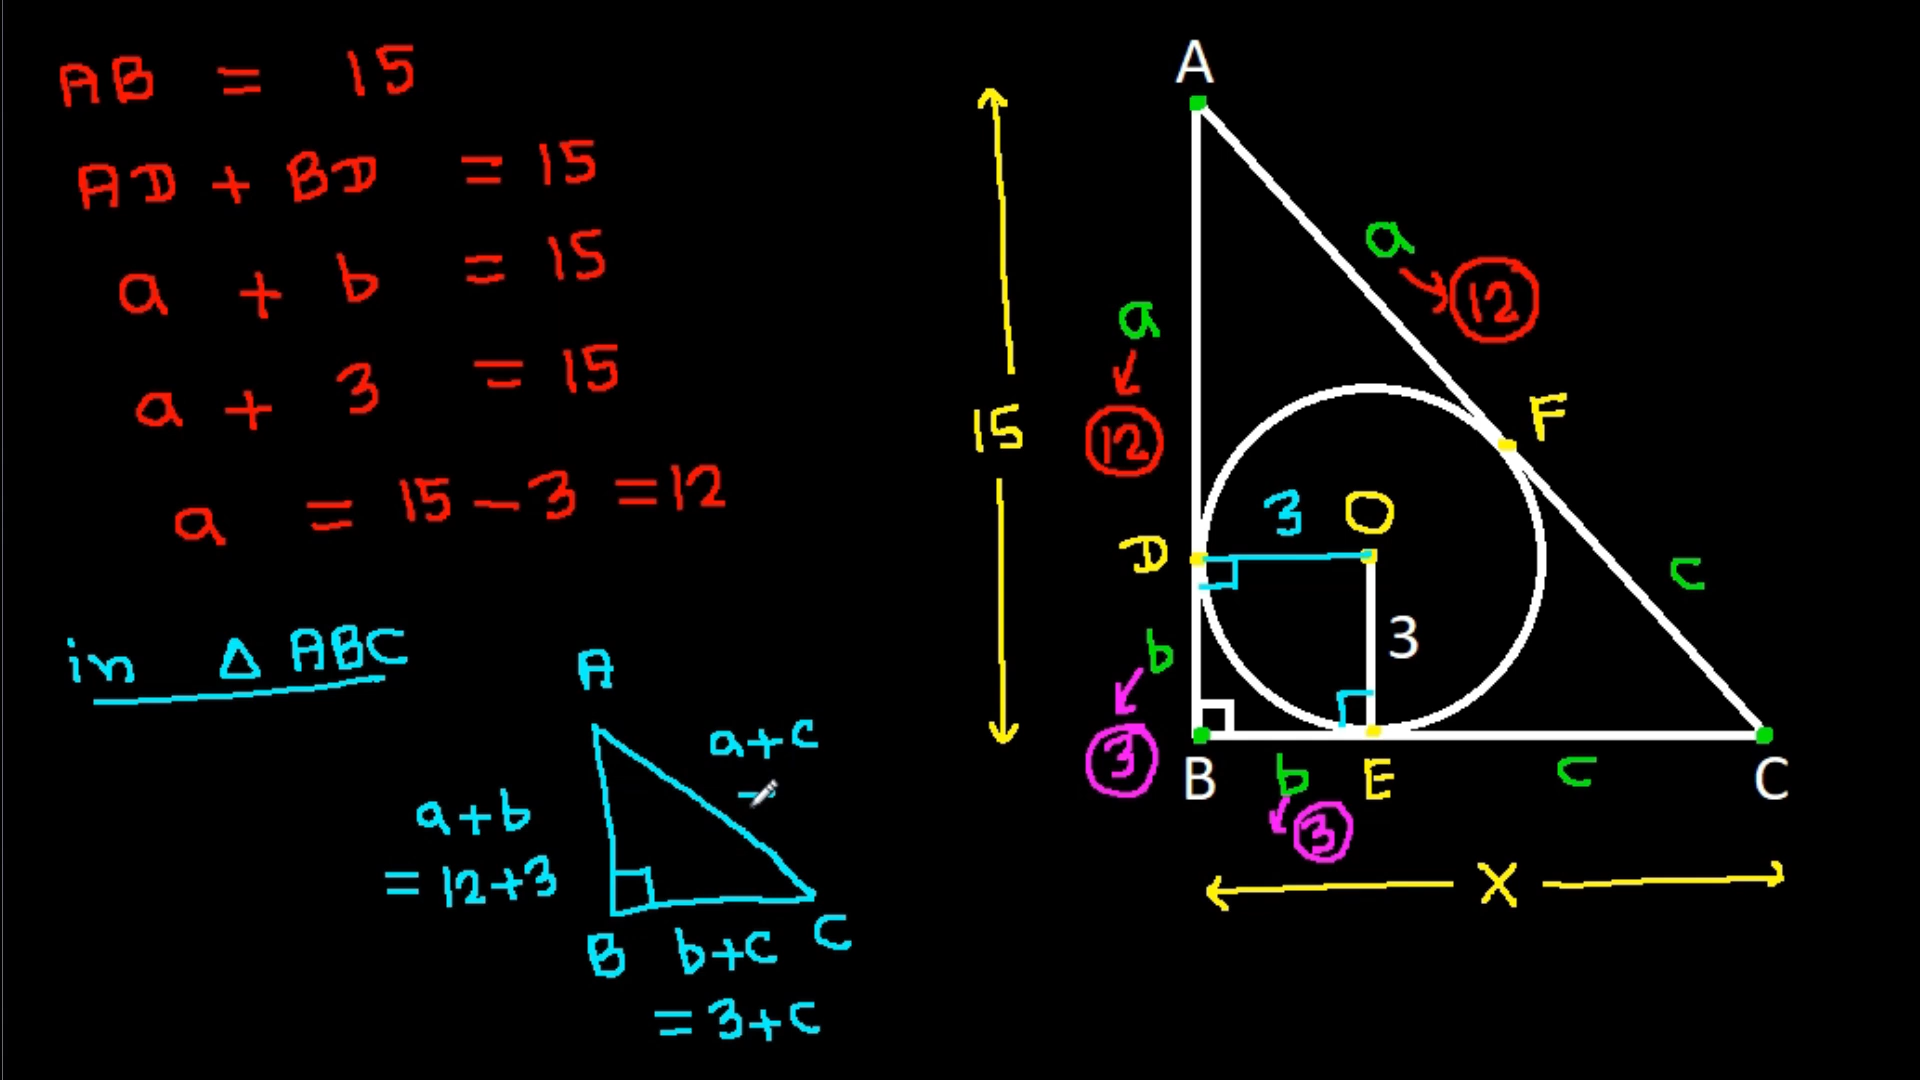 AB = 15
AD + BD = 15
a + b = 15
a + 3 = 15
a = 15 - 3 = 12
in Δ ABC
A
a+c
=
a+b
= 12+3
B
C
b+c
= 3+c
A
a
12
a
12
15
F
3
O
D
c
3
b
3
B
b
3
E
c
C
X